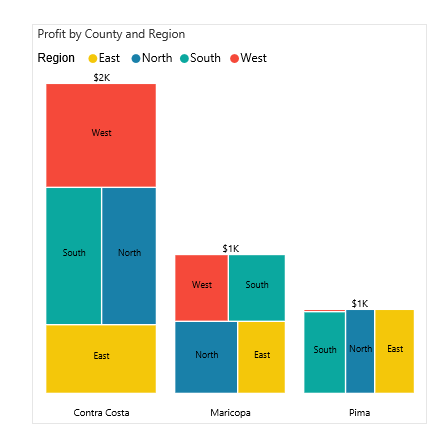 Profit by County and Region
Region East North South West
$2K
West
South North
East
$1K
West South
North East
$1K
South North East
Contra Costa Maricopa Pima